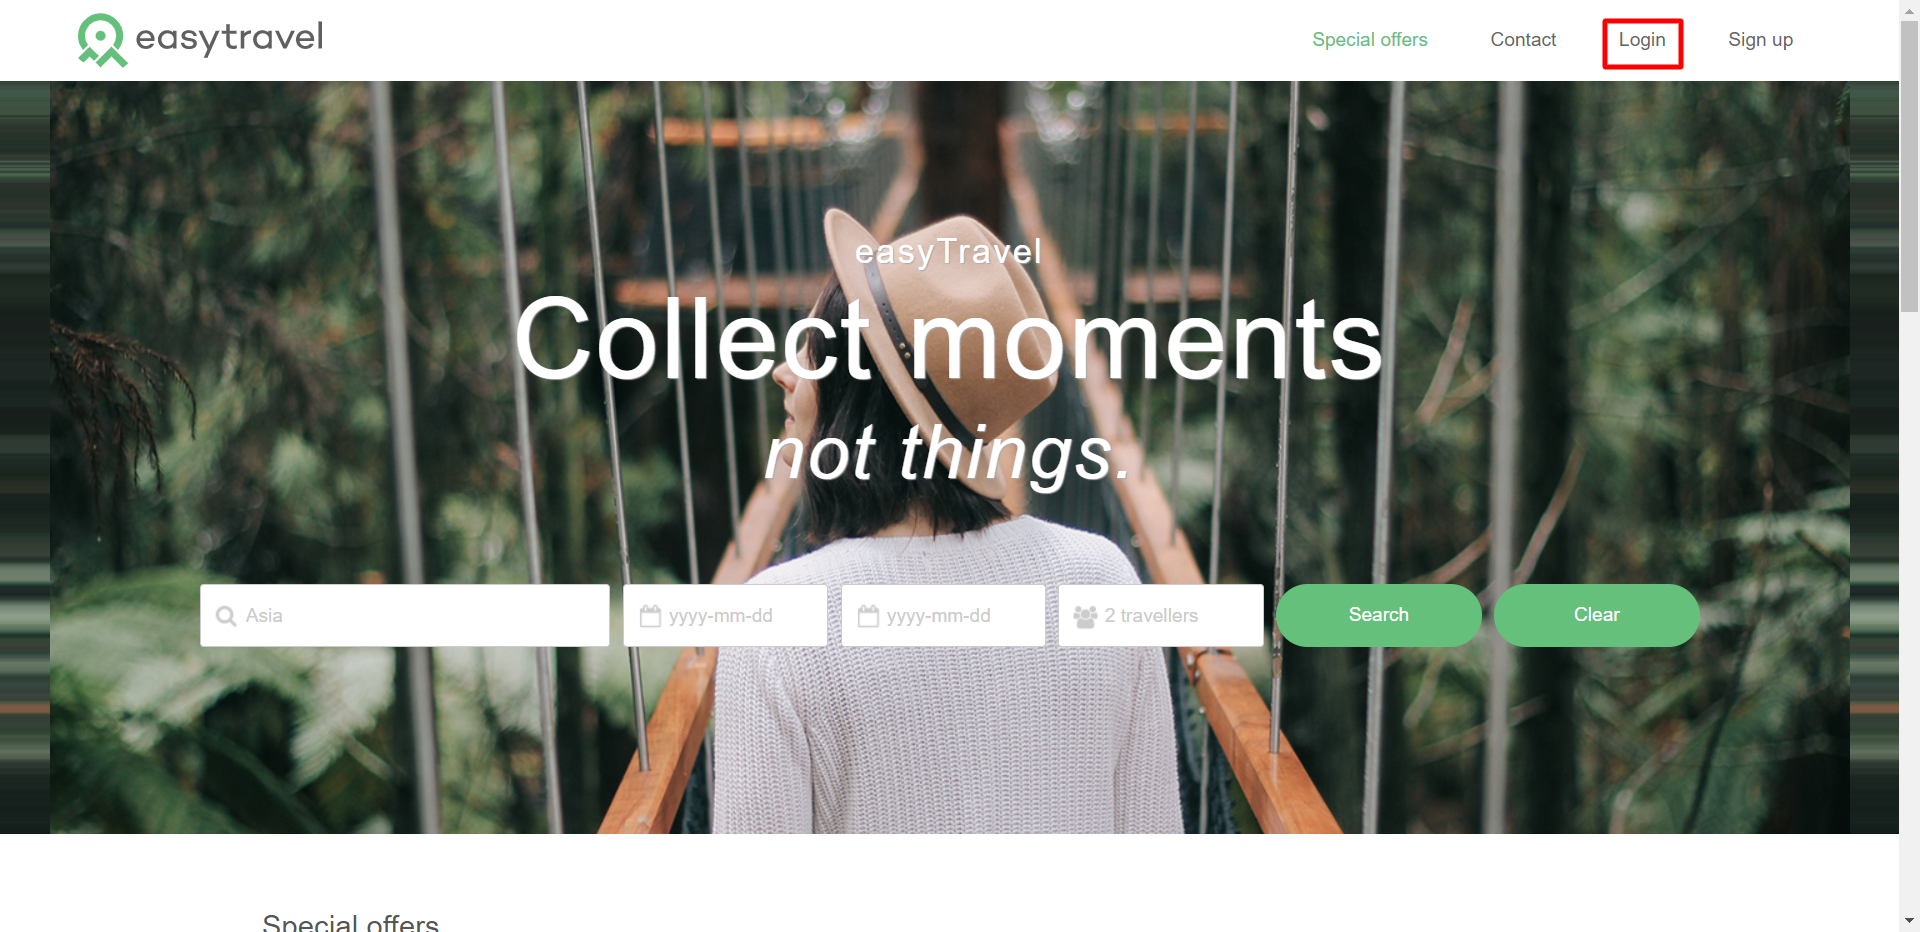 easytravel
Special offers
Contact
Login
Sign up
easyTravel
Collect moments
not things.
Asia
yyyy-mm-dd
yyyy-mm-dd
2 travellers
Search
Clear
Special offers